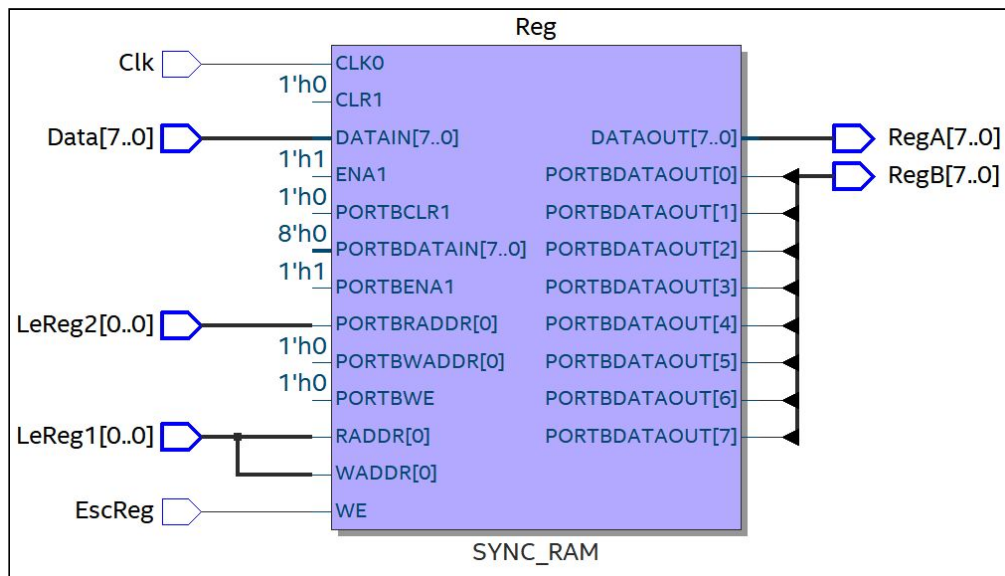 Reg
Clk
CLK0
1'h0
CLR1
Data[7..0]
DATAIN[7..0]
DATAOUT[7..0]
RegA[7..0]
1'h1
ENA1
PORTBDATAOUT[0]
RegB[7..0]
1'h0
PORTBCLR1
PORTBDATAOUT[1]
8'h0
PORTBDATAIN[7..0]
PORTBDATAOUT[2]
1'h1
PORTBENA1
PORTBDATAOUT[3]
LeReg2[0..0]
PORTBRADDR[0]
PORTBDATAOUT[4]
1'h0
PORTBWADDR[0]
PORTBDATAOUT[5]
1'h0
PORTBWE
PORTBDATAOUT[6]
LeReg1[0..0]
RADDR[0]
PORTBDATAOUT[7]
WADDR[0]
EscReg
WE
SYNC_RAM